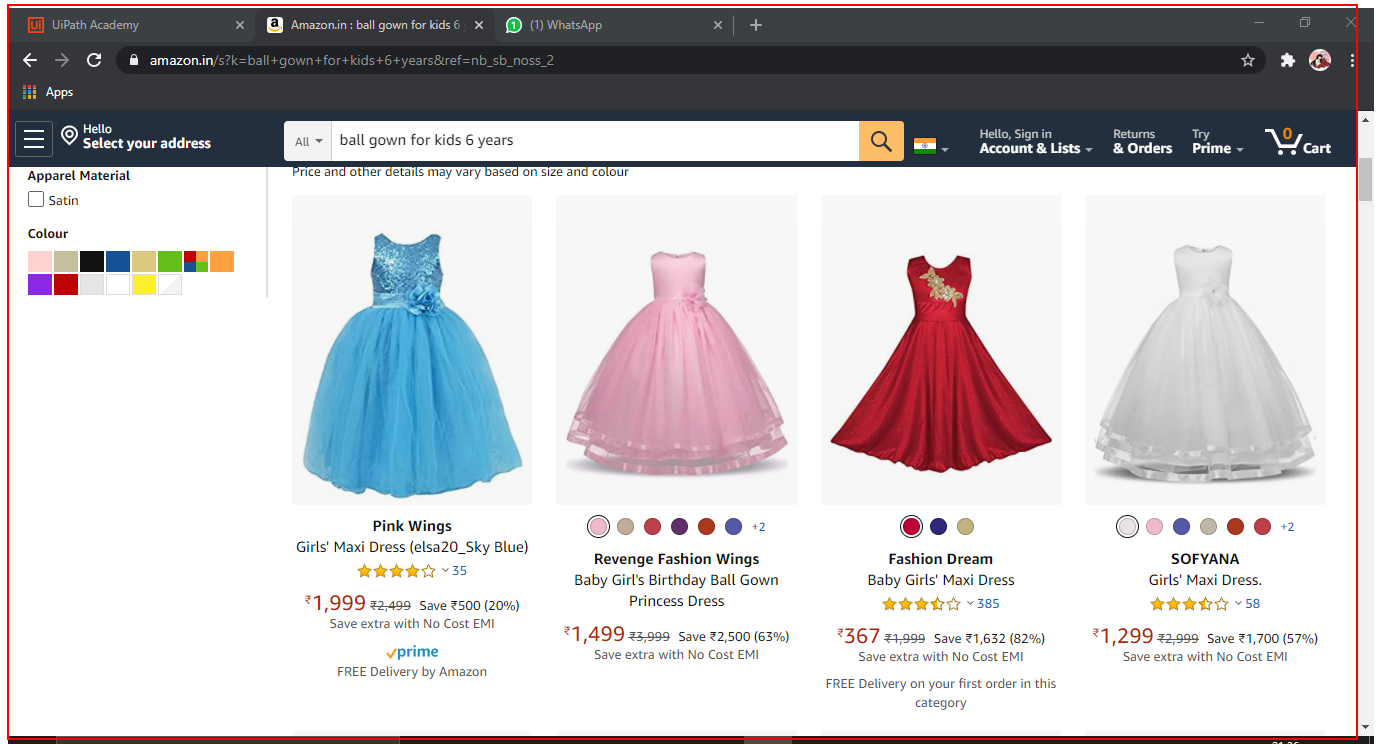 UiPath Academy
Amazon.in : ball gown for kids 6
(1) WhatsApp
amazon.in/s?k=ball+gown+for+kids+6+years&ref=nb_sb_noss_2
Apps
Hello
Select your address
All
ball gown for kids 6 years
Hello, Sign in
Account & Lists
Returns
& Orders
Try
Prime
0
Cart
Apparel Material
Satin
Colour
Price and other details may vary based on size and colour
Pink Wings
Girls' Maxi Dress (elsa20_Sky Blue)
35
₹1,999 ₹2,499 Save ₹500 (20%)
Save extra with No Cost EMI
prime
FREE Delivery by Amazon
+2
Revenge Fashion Wings
Baby Girl's Birthday Ball Gown
Princess Dress
₹1,499 ₹3,999 Save ₹2,500 (63%)
Save extra with No Cost EMI
Fashion Dream
Baby Girls' Maxi Dress
385
₹367 ₹1,999 Save ₹1,632 (82%)
Save extra with No Cost EMI
FREE Delivery on your first order in this
category
+2
SOFYANA
Girls' Maxi Dress.
58
₹1,299 ₹2,999 Save ₹1,700 (57%)
Save extra with No Cost EMI